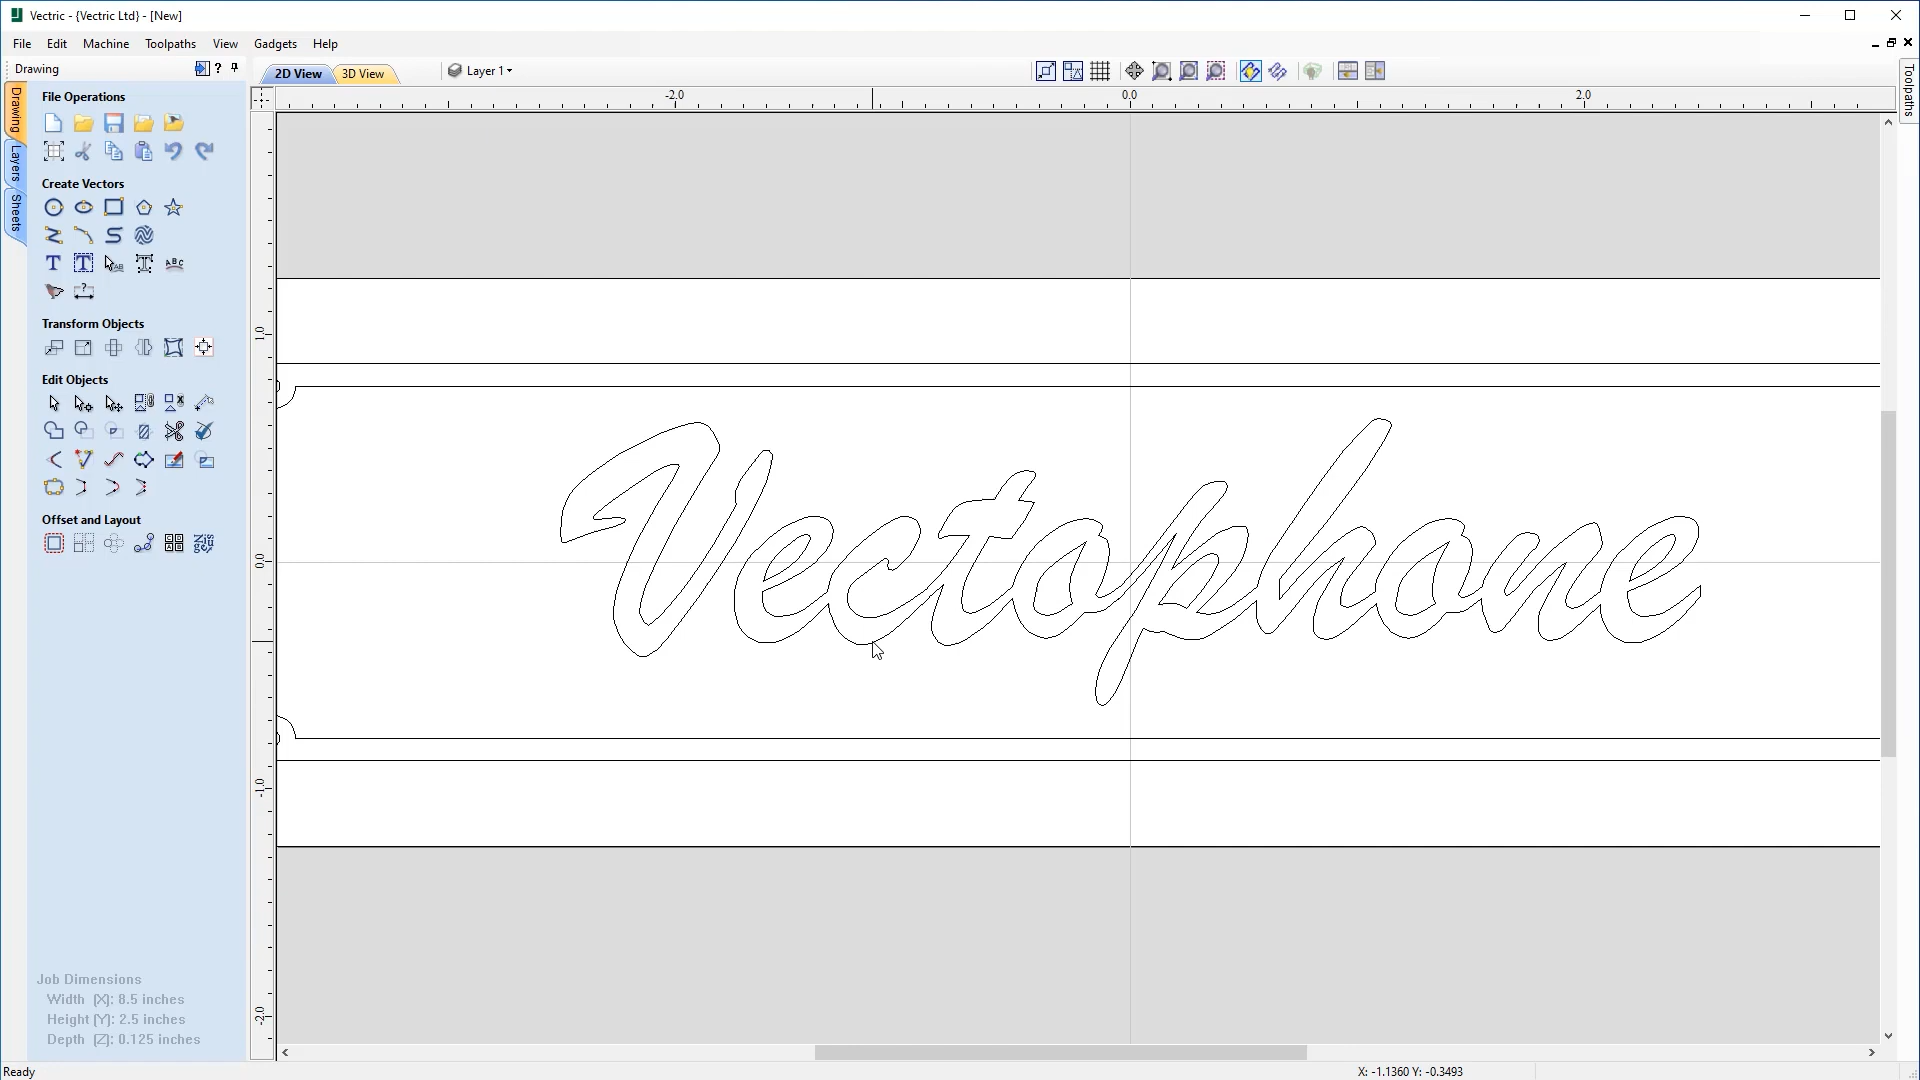 Vectric - {Vectric Ltd} - [New]
File Edit Machine Toolpaths View Gadgets Help
Drawing
2D View 3D View Layer 1
Toolpaths
Drawing
Layers
Sheets
File Operations
Create Vectors
Transform Objects
Edit Objects
Offset and Layout
-2.0 0.0 2.0
1.0
0.0
-1.0
-2.0
Vectophone
Job Dimensions
Width (X): 8.5 inches
Height (Y): 2.5 inches
Depth (Z): 0.125 inches
Ready
X: -1.1360 Y: -0.3493